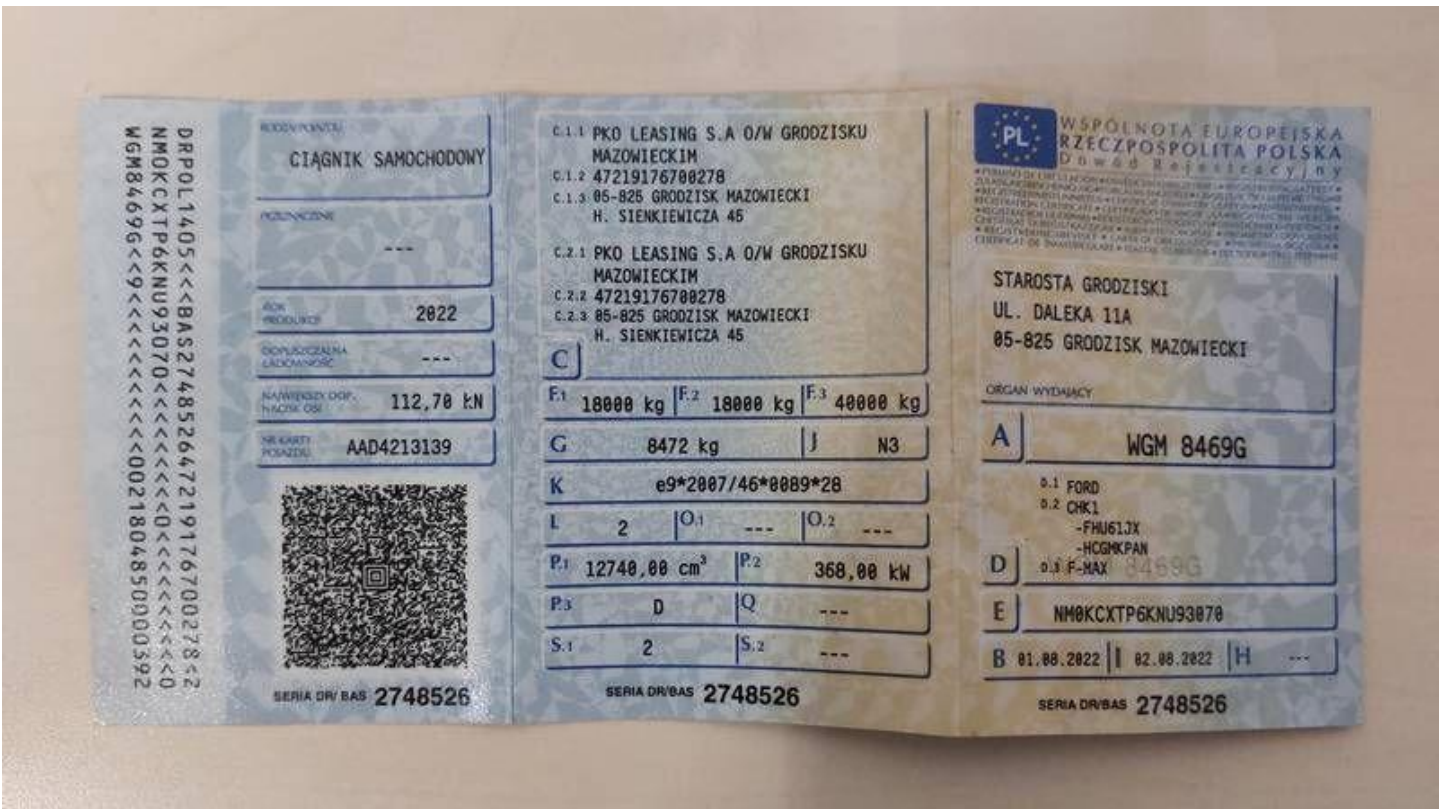 DRPOL1405<<<BAS274852647219176700278<2
NM0KCXTP6KNU93070<<<<<<<<0<<<<<<<<<<0
WGM8469G<<9<<<<<<<<<<<<<<002180485000392
RODZAJ POJAZDU
CIĄGNIK SAMOCHODOWY
PRZEZNACZENIE
---
ROK PRODUKCJI
2022
DOPUSZCZALNA ŁADOWNOŚĆ
---
NAJWIĘKSZY DOP. NACISK OSI
112,70 kN
NR KARTY POJAZDU
AAD4213139
SERIA DR/ BAS 2748526
C.1.1 PKO LEASING S.A O/W GRODZISKU
MAZOWIECKIM
C.1.2 47219176700278
C.1.3 05-825 GRODZISK MAZOWIECKI
H. SIENKIEWICZA 45
C.2.1 PKO LEASING S.A O/W GRODZISKU
MAZOWIECKIM
C.2.2 47219176700278
C.2.3 05-825 GRODZISK MAZOWIECKI
H. SIENKIEWICZA 45
C
F.1 18000 kg F.2 18000 kg F.3 40000 kg
G 8472 kg J N3
K e9*2007/46*0089*28
L 2 O.1 --- O.2 ---
P.1 12740,00 cm³ P.2 368,00 kW
P.3 D Q ---
S.1 2 S.2 ---
SERIA DR/BAS 2748526
PL
WSPÓLNOTA EUROPEJSKA
RZECZPOSPOLITA POLSKA
Dowód Rejestracyjny
STAROSTA GRODZISKI
UL. DALEKA 11A
05-825 GRODZISK MAZOWIECKI
ORGAN WYDAJĄCY
A WGM 8469G
D.1 FORD
D.2 CHK1
-FHU61JX
-HCGMKPAN
D D.3 F-MAX 8469G
E NM0KCXTP6KNU93070
B 01.08.2022 I 02.08.2022 H ---
SERIA DR/BAS 2748526